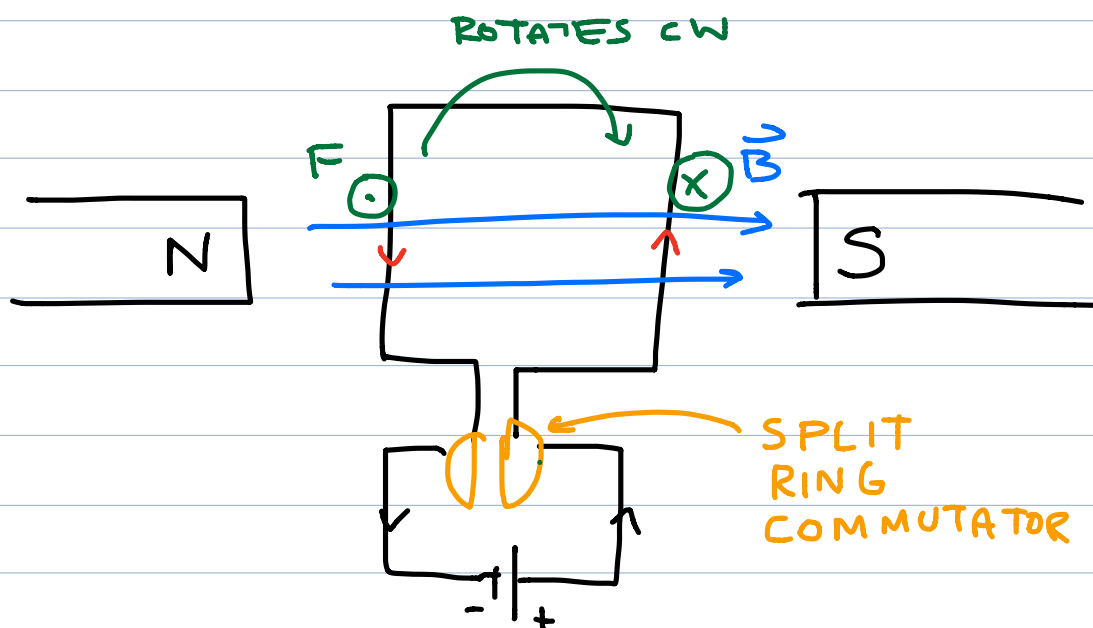 ROTATES CW
F
B
N
S
SPLIT
RING
COMMUTATOR
- +